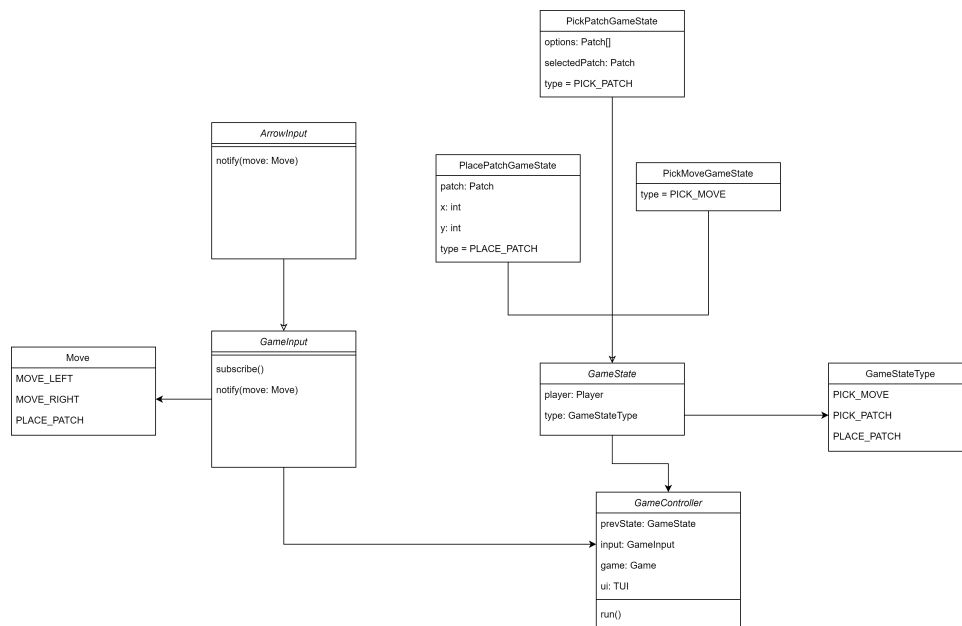 PickPatchGameState
options: Patch[]
selectedPatch: Patch
type = PICK_PATCH
ArrowInput
notify(move: Move)
PlacePatchGameState
patch: Patch
x: int
y: int
type = PLACE_PATCH
PickMoveGameState
type = PICK_MOVE
GameInput
subscribe()
notify(move: Move)
Move
MOVE_LEFT
MOVE_RIGHT
PLACE_PATCH
GameState
player: Player
type: GameStateType
GameStateType
PICK_MOVE
PICK_PATCH
PLACE_PATCH
GameController
prevState: GameState
input: GameInput
game: Game
ui: TUI
run()